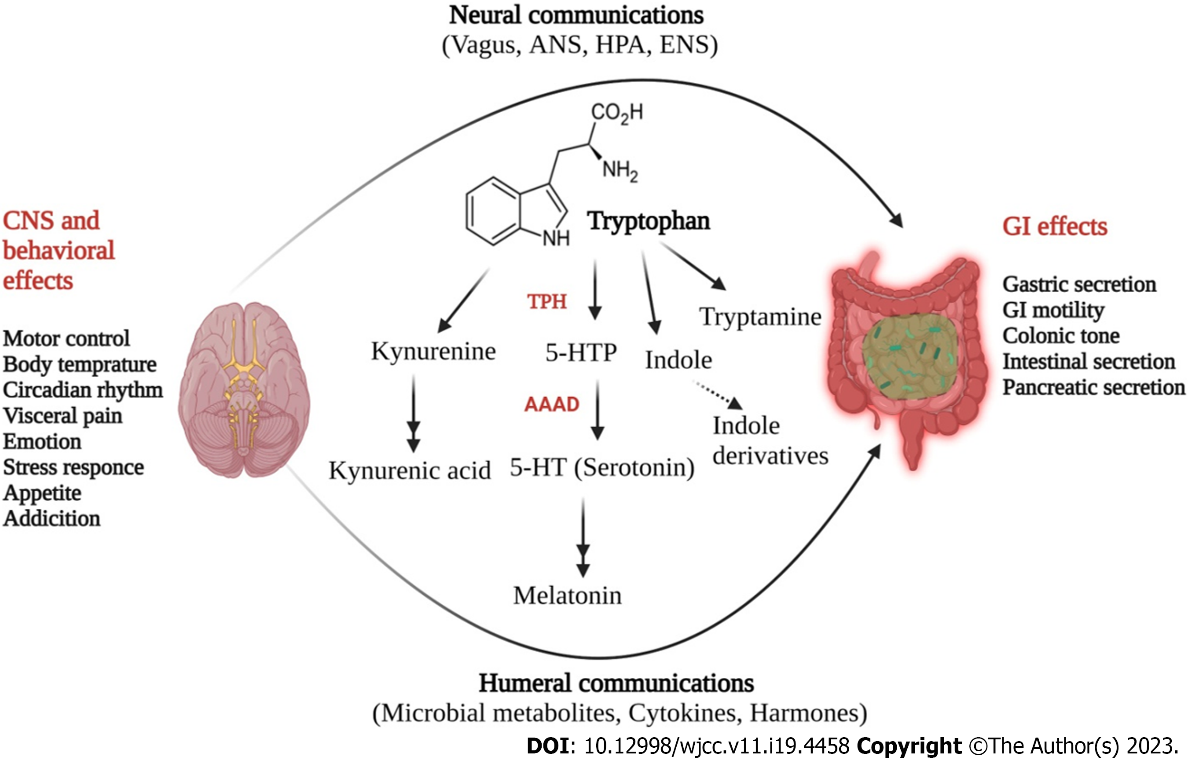 Neural communications
(Vagus, ANS, HPA, ENS)
CO2H
NH2
NH
Tryptophan
CNS and
behavioral
effects
Motor control
Body temprature
Circadian rhythm
Visceral pain
Emotion
Stress responce
Appetite
Addicition
TPH
Kynurenine
5-HTP
Indole
Tryptamine
AAAD
Indole
derivatives
Kynurenic acid
5-HT (Serotonin)
Melatonin
GI effects
Gastric secretion
GI motility
Colonic tone
Intestinal secretion
Pancreatic secretion
Humeral communications
(Microbial metabolites, Cytokines, Harmones)
DOI: 10.12998/wjcc.v11.i19.4458 Copyright ©The Author(s) 2023.